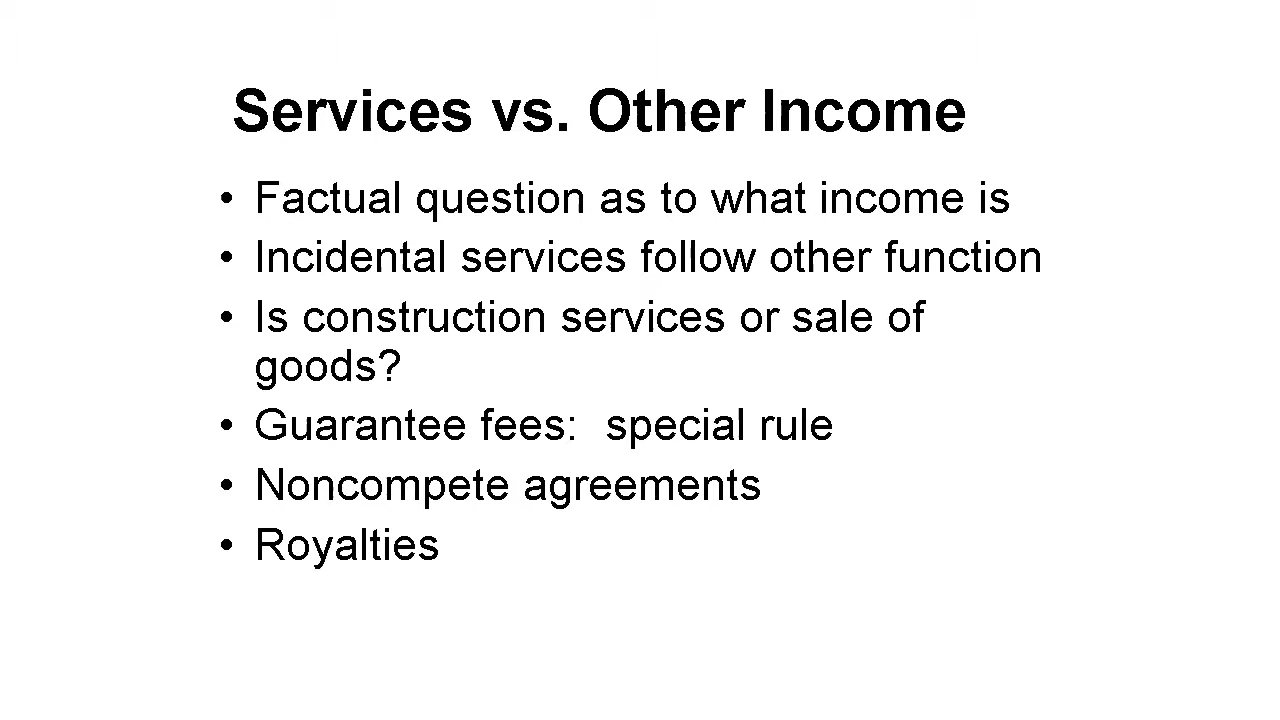 Services vs. Other Income
• Factual question as to what income is
• Incidental services follow other function
• Is construction services or sale of
goods?
• Guarantee fees:  special rule
• Noncompete agreements
• Royalties